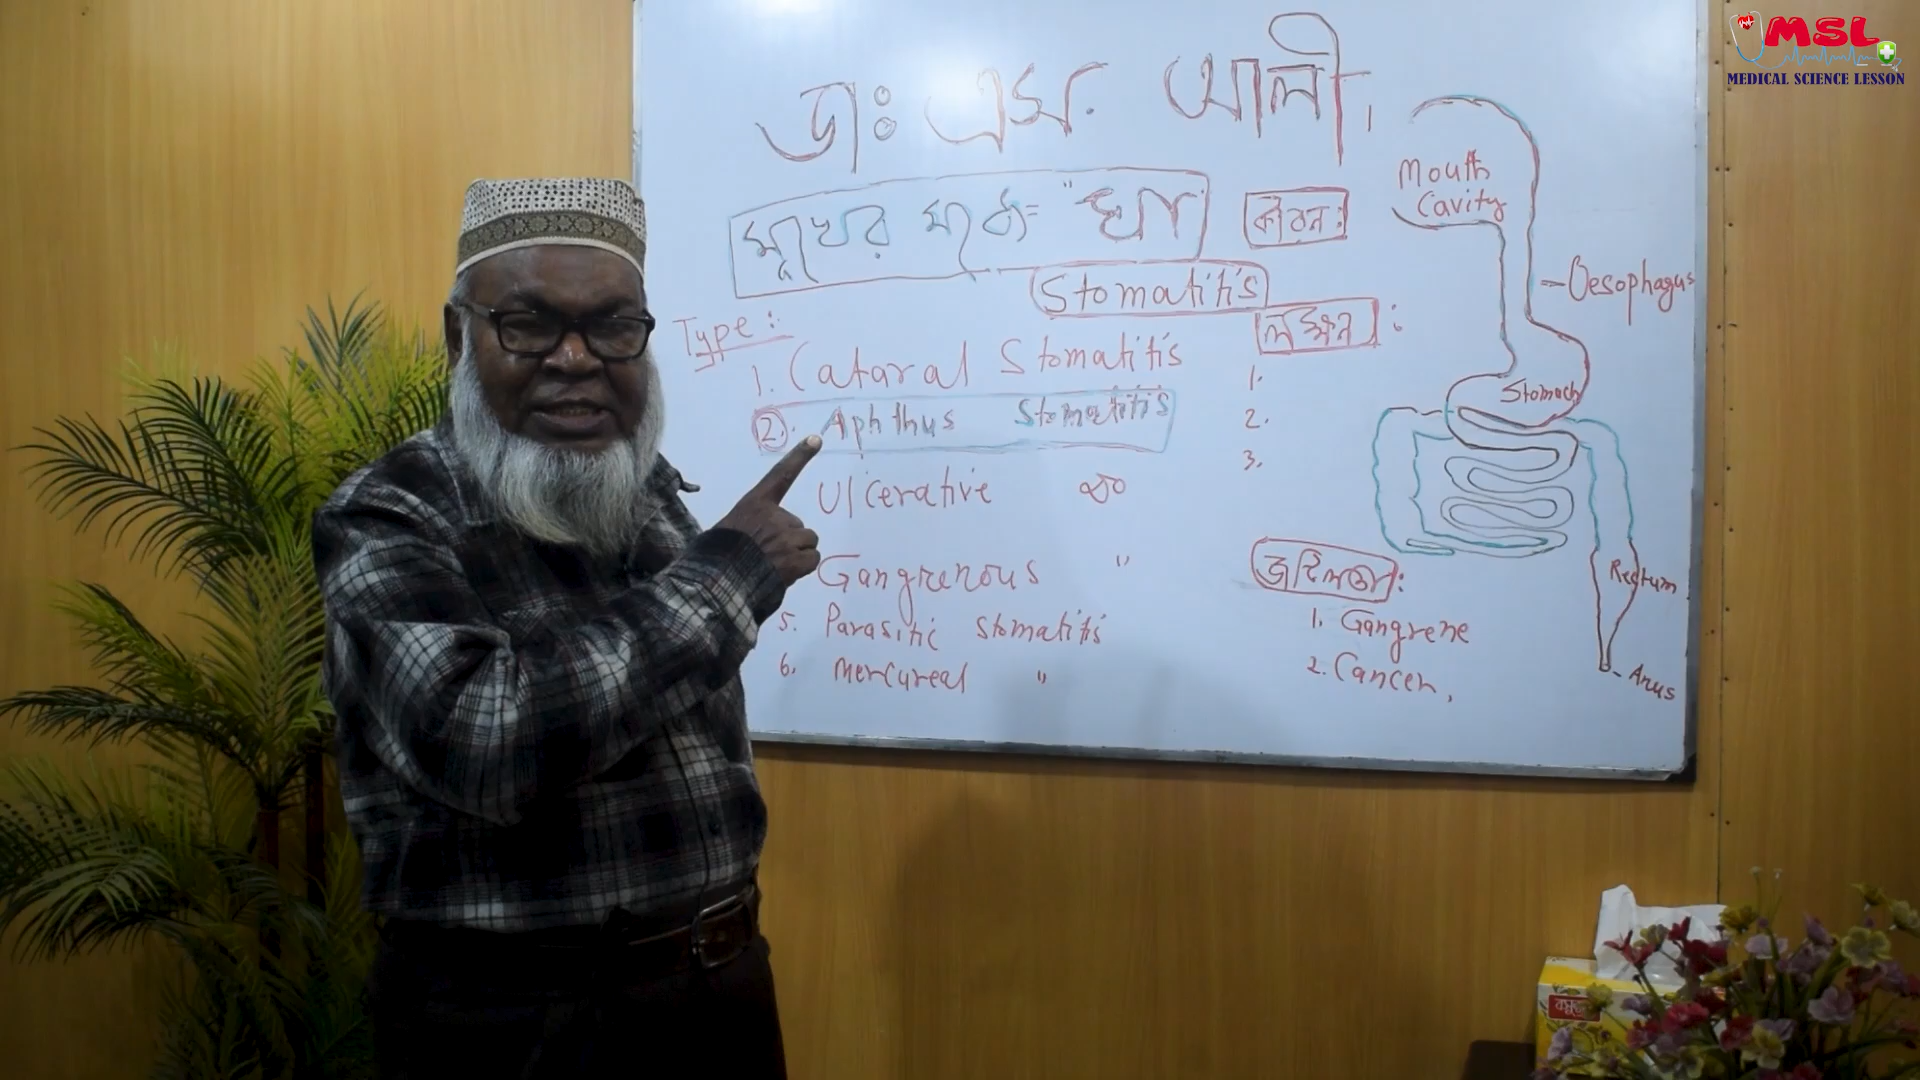 ডাঃ এম. আলী।
মূখের মধ্যে "ঘা"
কারন:
Stomatitis
Type:
1. Cataral Stomatitis
2. Aphthus Stomatitis
Ulcerative ঐ
Gangrenous "
5. Parasitic stomatitis
6. Mercureal "
লক্ষন:
1.
2.
3.
জটিলতা:
1. Gangrene
2. Cancer,
Mouth
Cavity
Oesophagus
Stomach
Rectum
Anus
MSL
MEDICAL SCIENCE LESSON